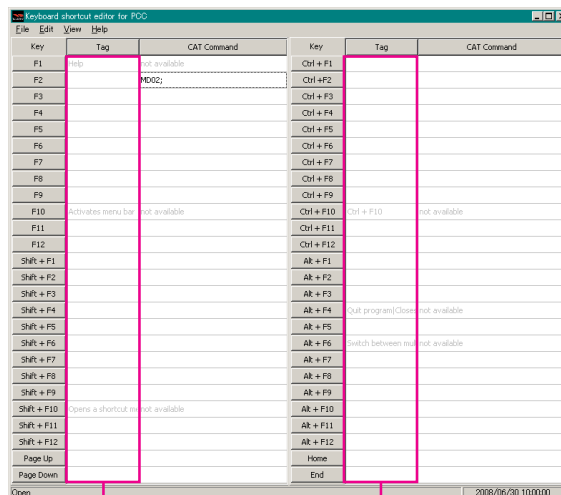 Keyboard shortcut editor for PCC
File Edit View Help
Key Tag CAT Command Key Tag CAT Command
F1 Help not available Ctrl + F1
F2 MD02; Ctrl +F2
F3 Ctrl + F3
F4 Ctrl + F4
F5 Ctrl + F5
F6 Ctrl + F6
F7 Ctrl + F7
F8 Ctrl + F8
F9 Ctrl + F9
F10 Activates menu bar not available Ctrl + F10 Ctrl + F10 not available
F11 Ctrl + F11
F12 Ctrl + F12
Shift + F1 Alt + F1
Shift + F2 Alt + F2
Shift + F3 Alt + F3
Shift + F4 Alt + F4 Quit program|Closes not available
Shift + F5 Alt + F5
Shift + F6 Alt + F6 Switch between mul not available
Shift + F7 Alt + F7
Shift + F8 Alt + F8
Shift + F9 Alt + F9
Shift + F10 Opens a shortcut me not available Alt + F10
Shift + F11 Alt + F11
Shift + F12 Alt + F12
Page Up Home
Page Down End
Open 2008/06/30 10:00:00